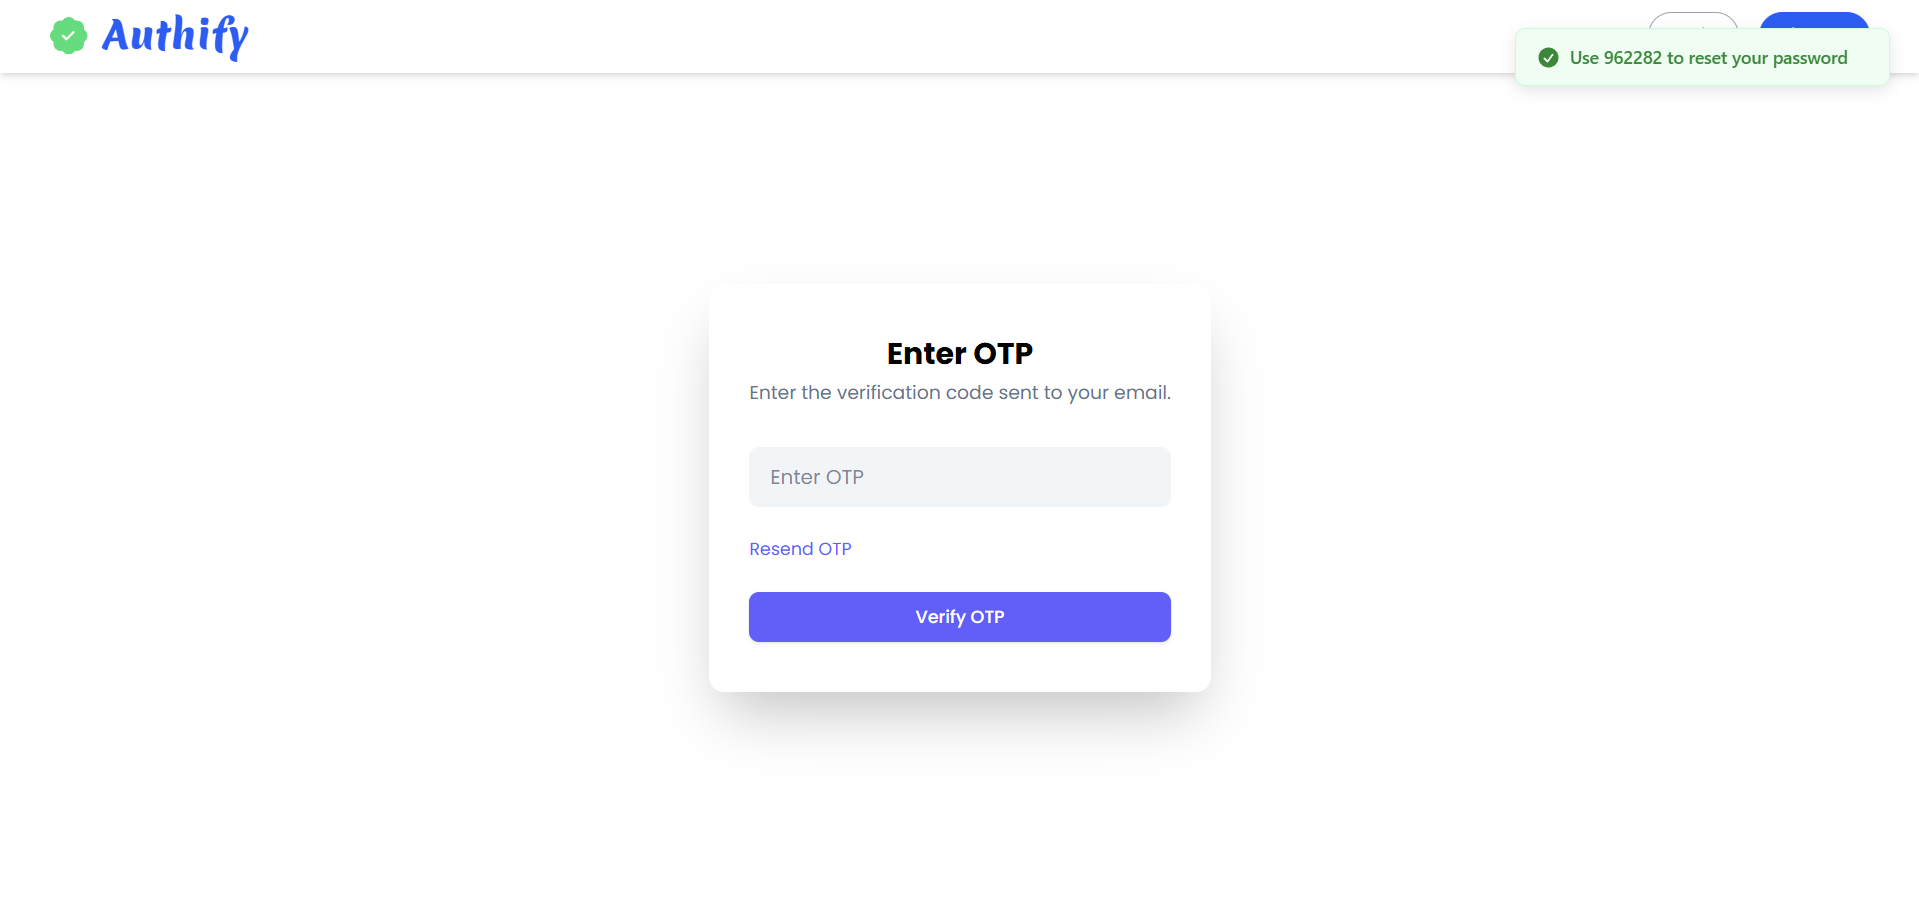 Authify
Use 962282 to reset your password
Enter OTP
Enter the verification code sent to your email.
Enter OTP
Resend OTP
Verify OTP